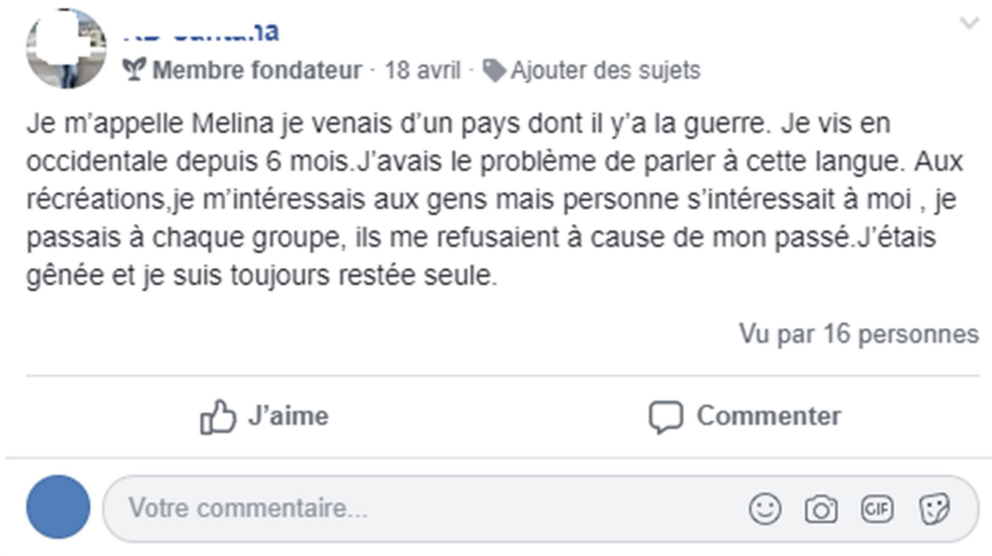 Membre fondateur · 18 avril · Ajouter des sujets
Je m'appelle Melina je venais d'un pays dont il y'a la guerre. Je vis en
occidentale depuis 6 mois.J'avais le problème de parler à cette langue. Aux
récréations,je m'intéressais aux gens mais personne s'intéressait à moi , je
passais à chaque groupe, ils me refusaient à cause de mon passé.J'étais
gênée et je suis toujours restée seule.
Vu par 16 personnes
J'aime Commenter
Votre commentaire... GIF